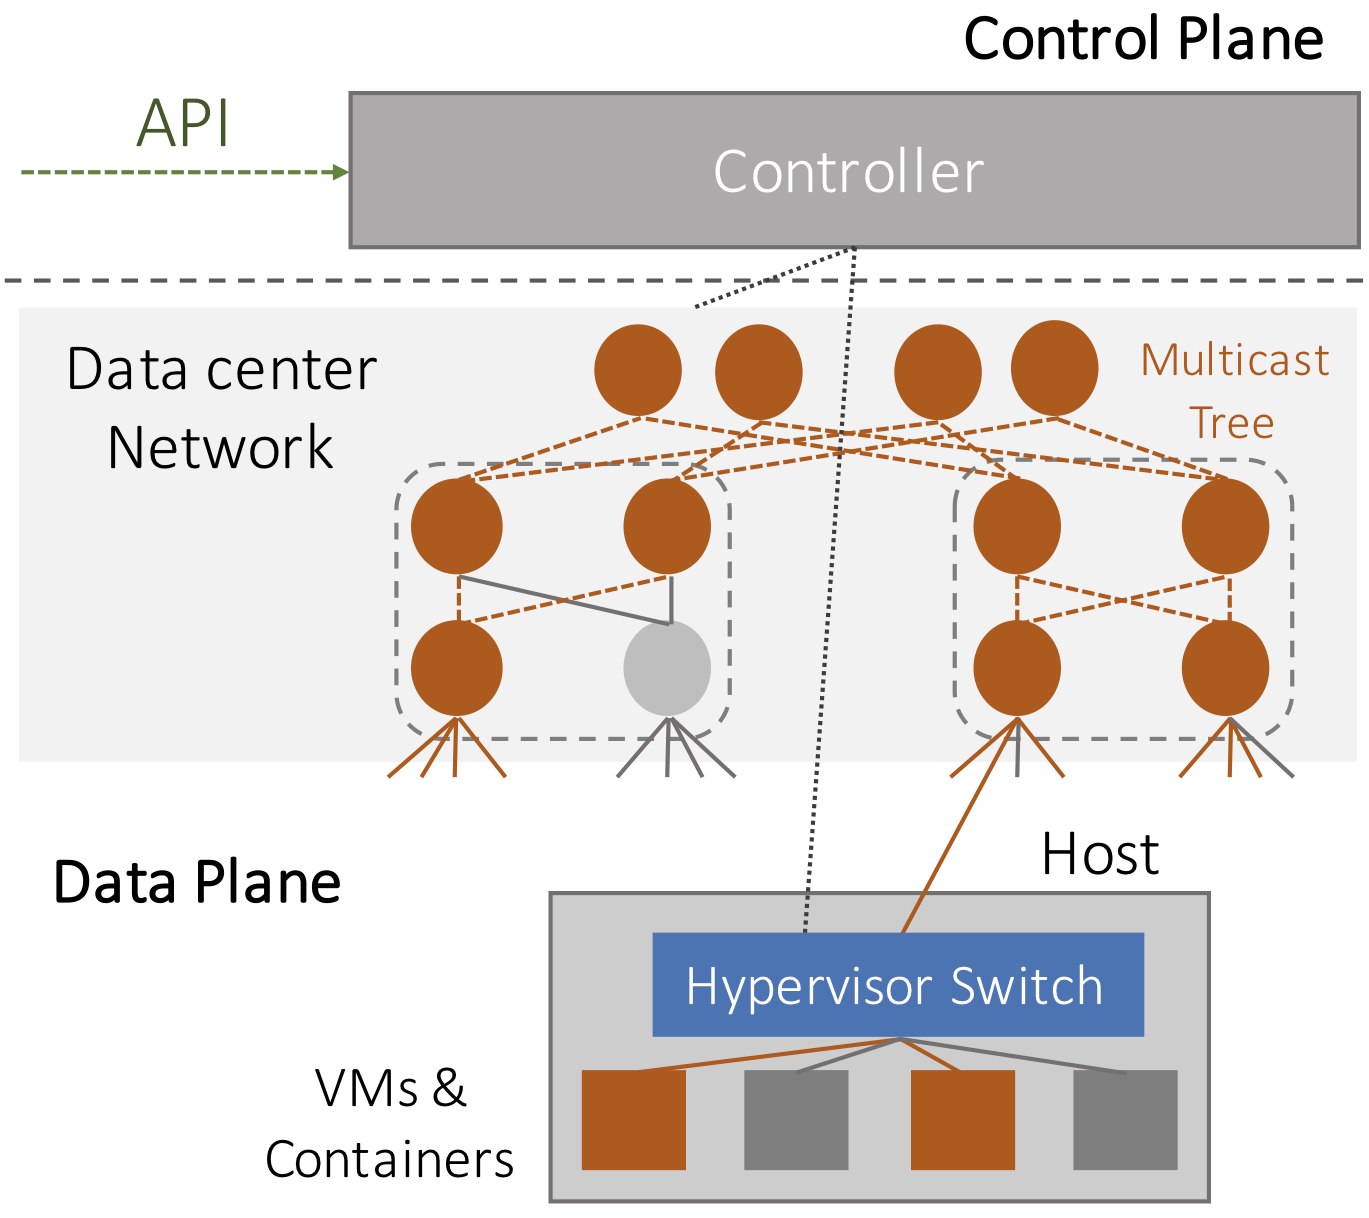 Control Plane
API
Controller
Data center
Network
Multicast
Tree
Data Plane
Host
Hypervisor Switch
VMs &
Containers